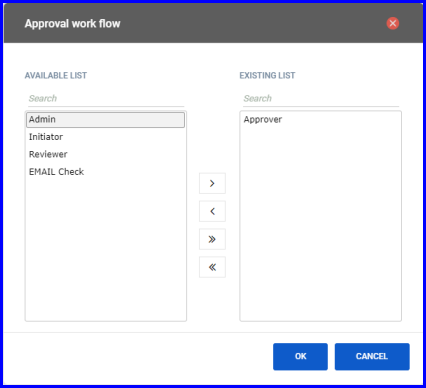 Approval work flow
AVAILABLE LIST
Search
Admin
Initiator
Reviewer
EMAIL Check
>
<
»
«
EXISTING LIST
Search
Approver
OK
CANCEL